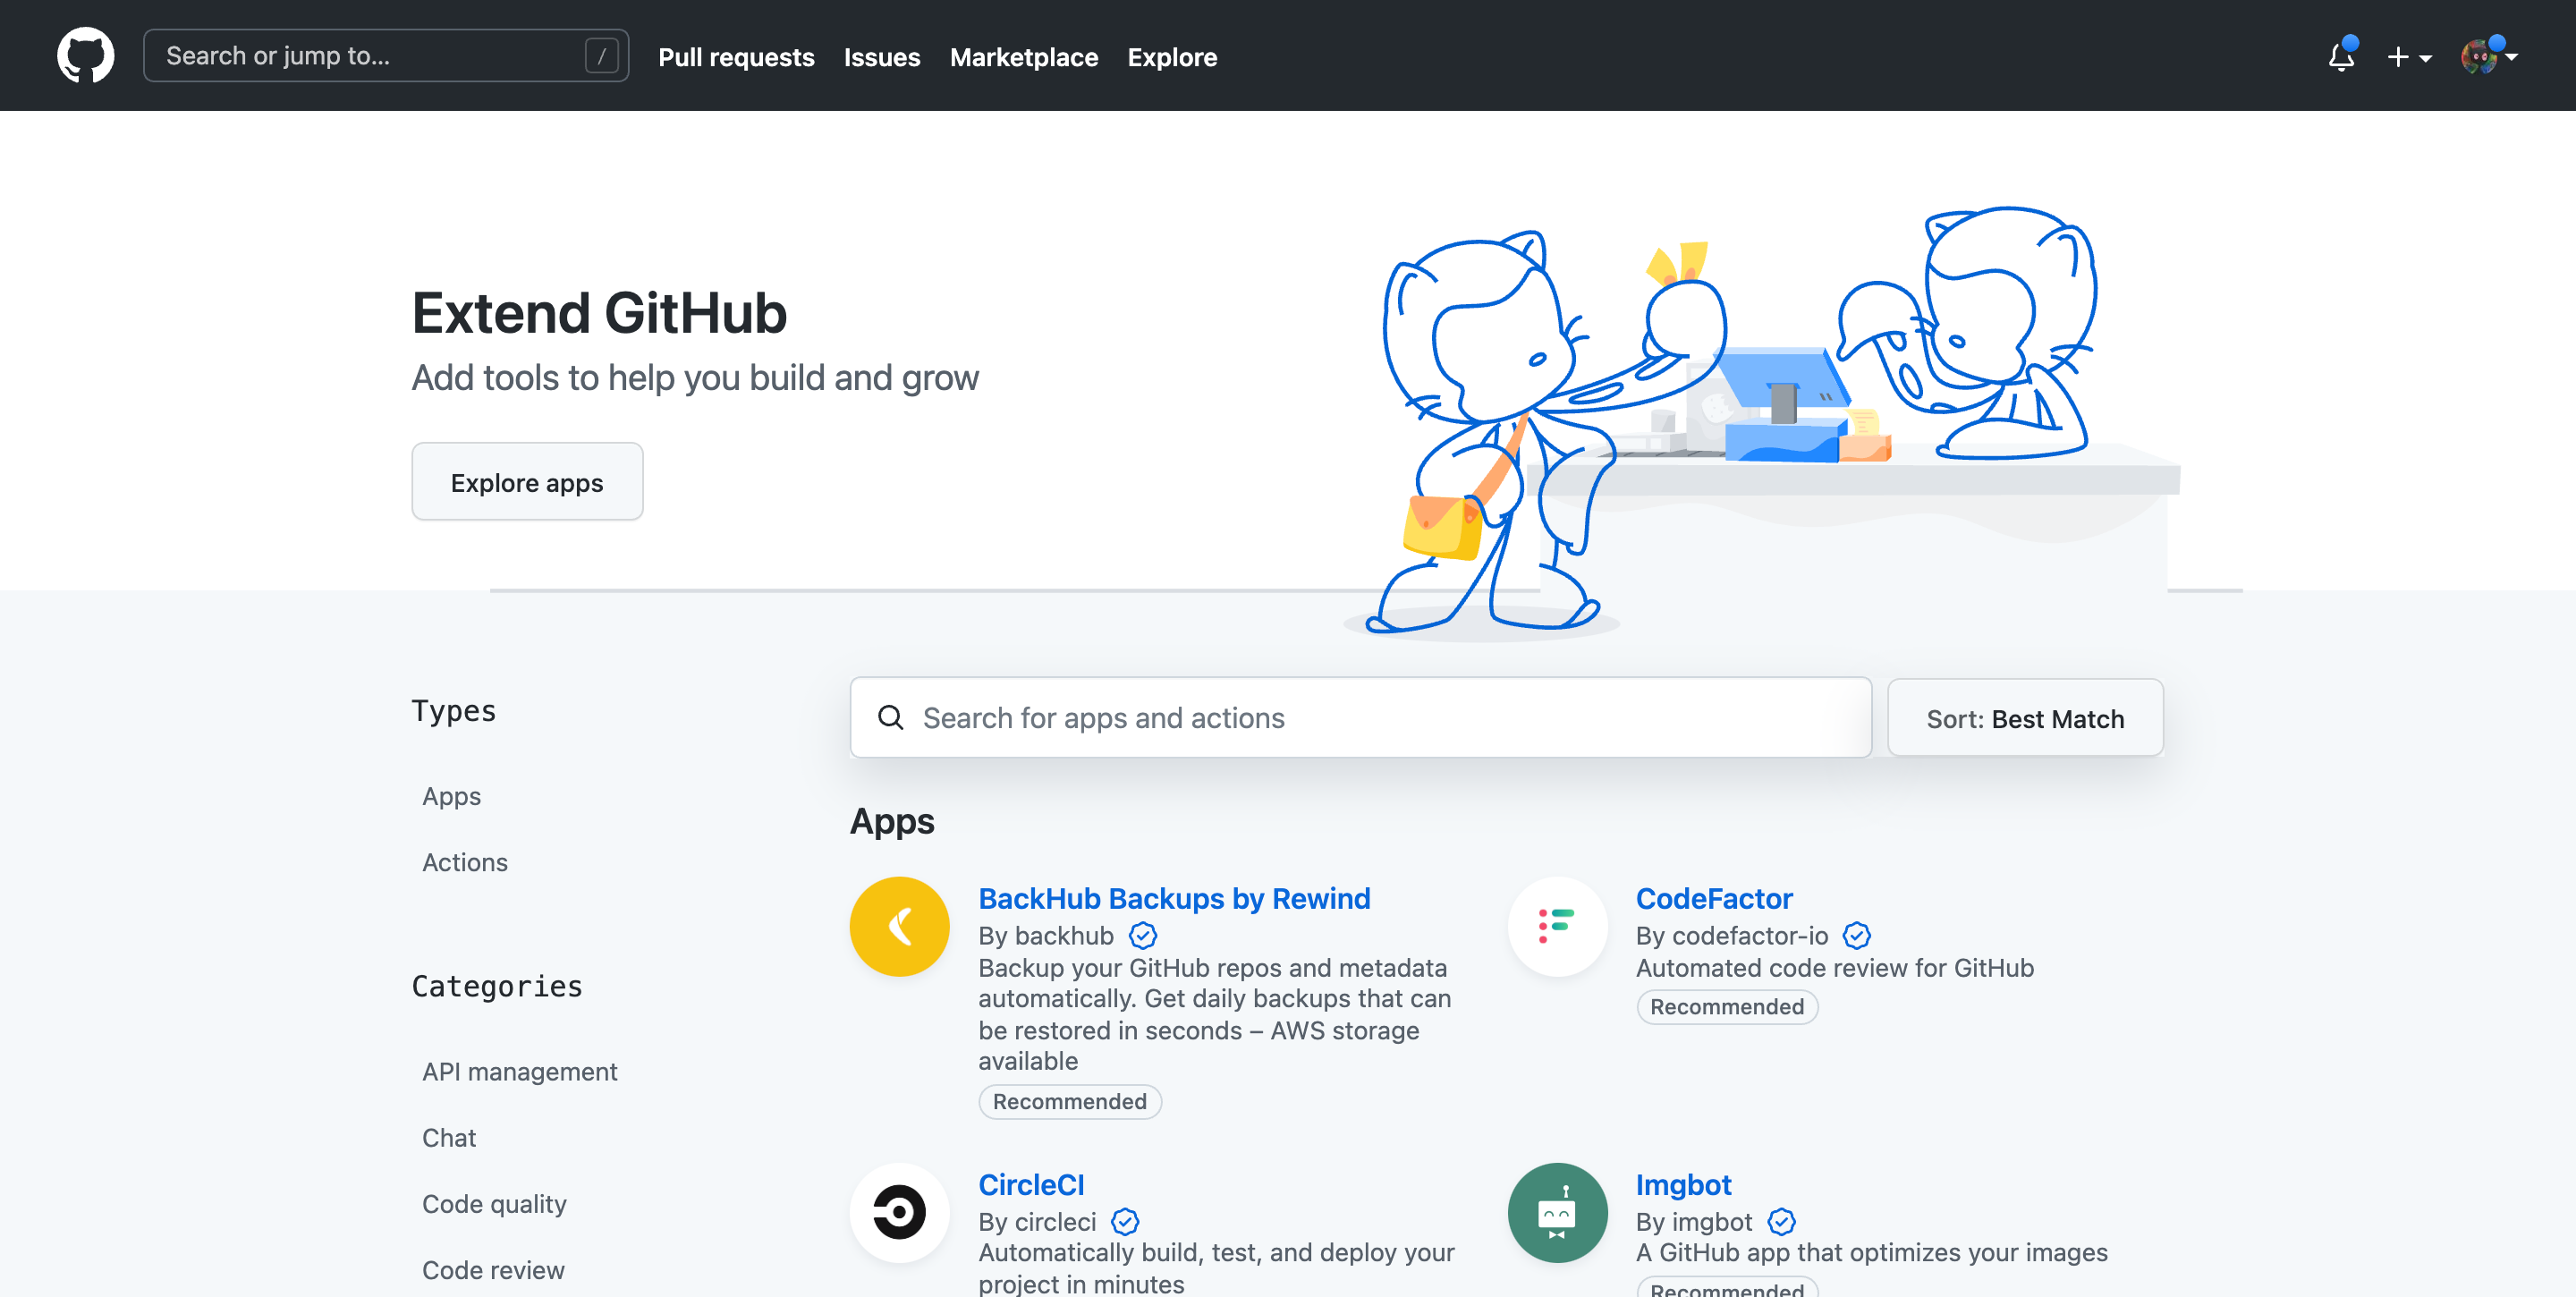 Search or jump to... /
Pull requests
Issues
Marketplace
Explore
Extend GitHub
Add tools to help you build and grow
Explore apps
Types
Apps
Actions
Categories
API management
Chat
Code quality
Code review
Search for apps and actions
Sort: Best Match
Apps
BackHub Backups by Rewind
By backhub
Backup your GitHub repos and metadata
automatically. Get daily backups that can
be restored in seconds – AWS storage
available
Recommended
CodeFactor
By codefactor-io
Automated code review for GitHub
Recommended
CircleCI
By circleci
Automatically build, test, and deploy your
project in minutes
Imgbot
By imgbot
A GitHub app that optimizes your images
Recommended